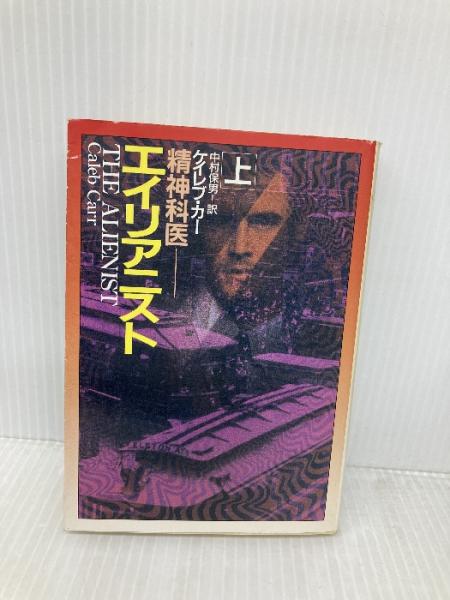 上
中村保男=訳
ケイレブ・カー
精神科医──
エイリアニスト
THE ALIENIST
Caleb Carr